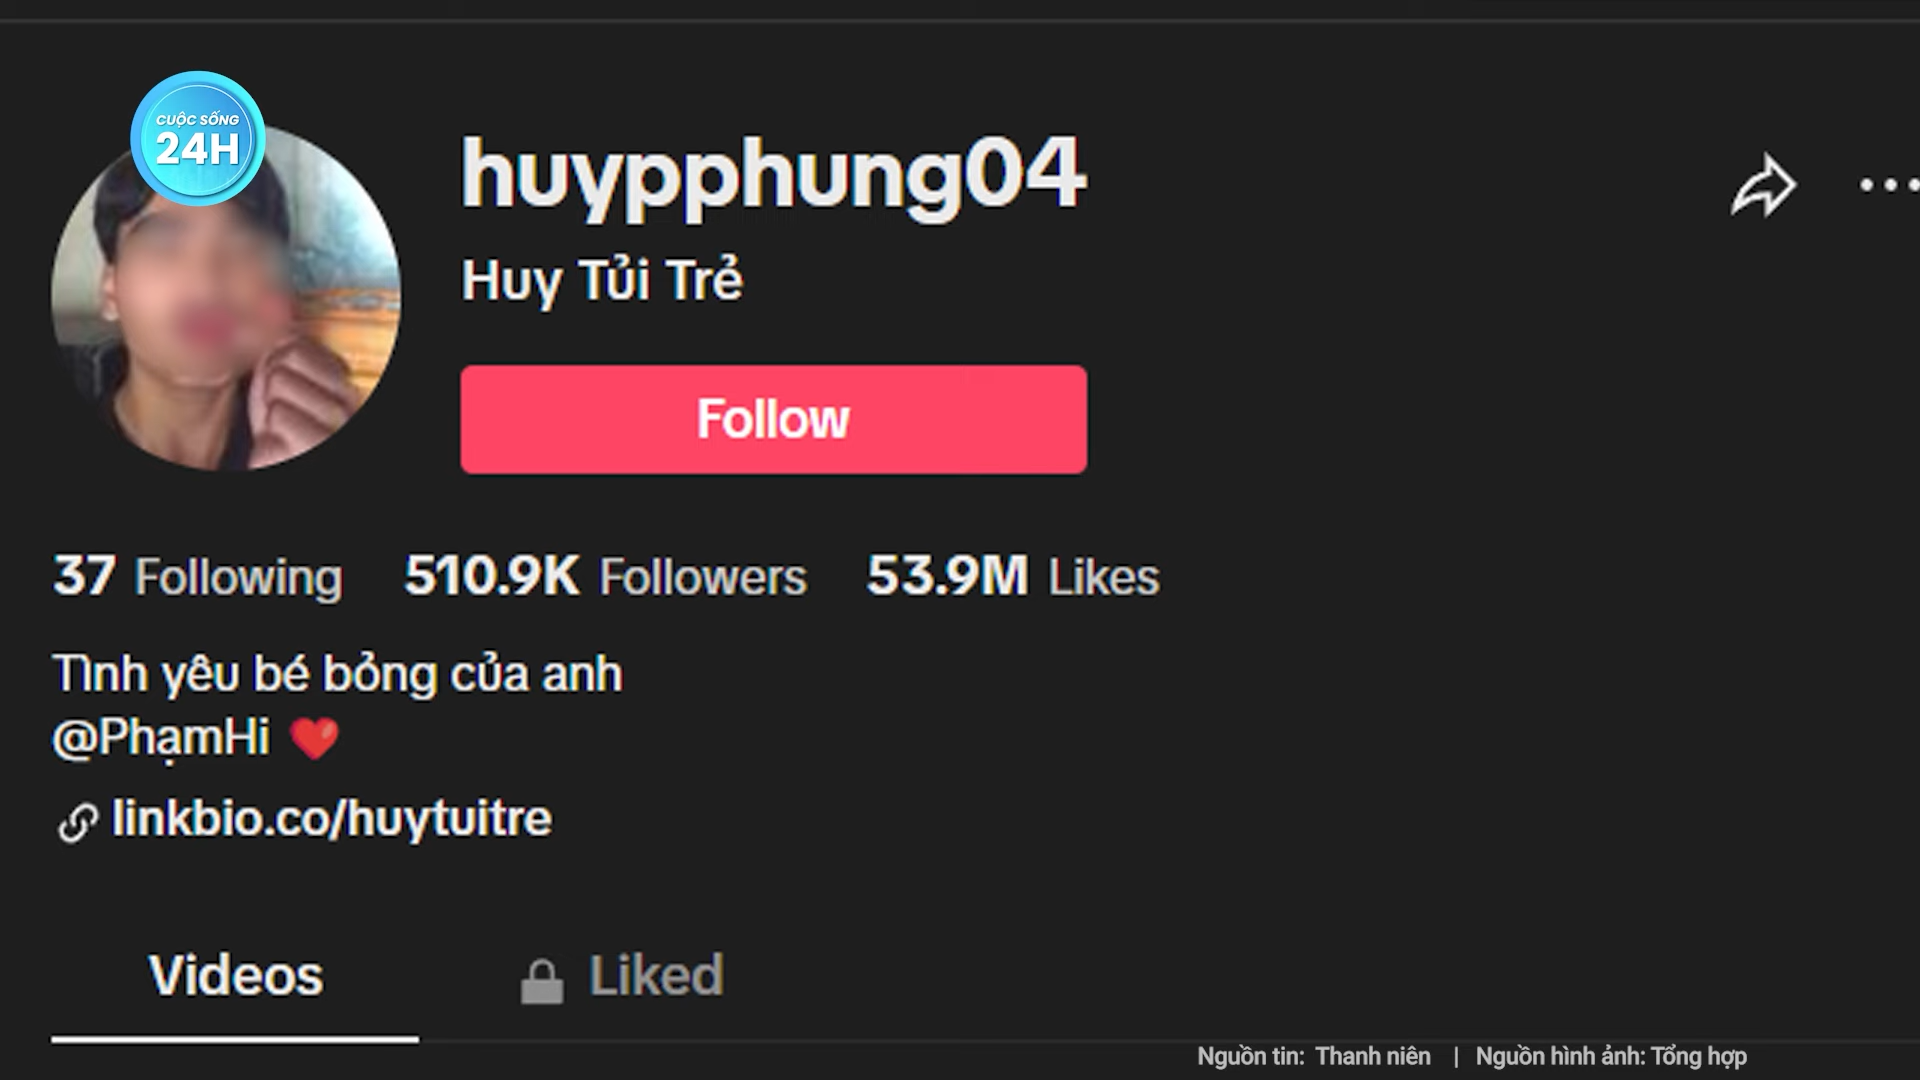 CUỘC SỐNG
24H
huypphung04
Huy Tủi Trẻ
Follow
37 Following 510.9K Followers 53.9M Likes
Tình yêu bé bỏng của anh
@PhạmHi ❤️
linkbio.co/huytuitre
Videos Liked
Nguồn tin: Thanh niên | Nguồn hình ảnh: Tổng hợp